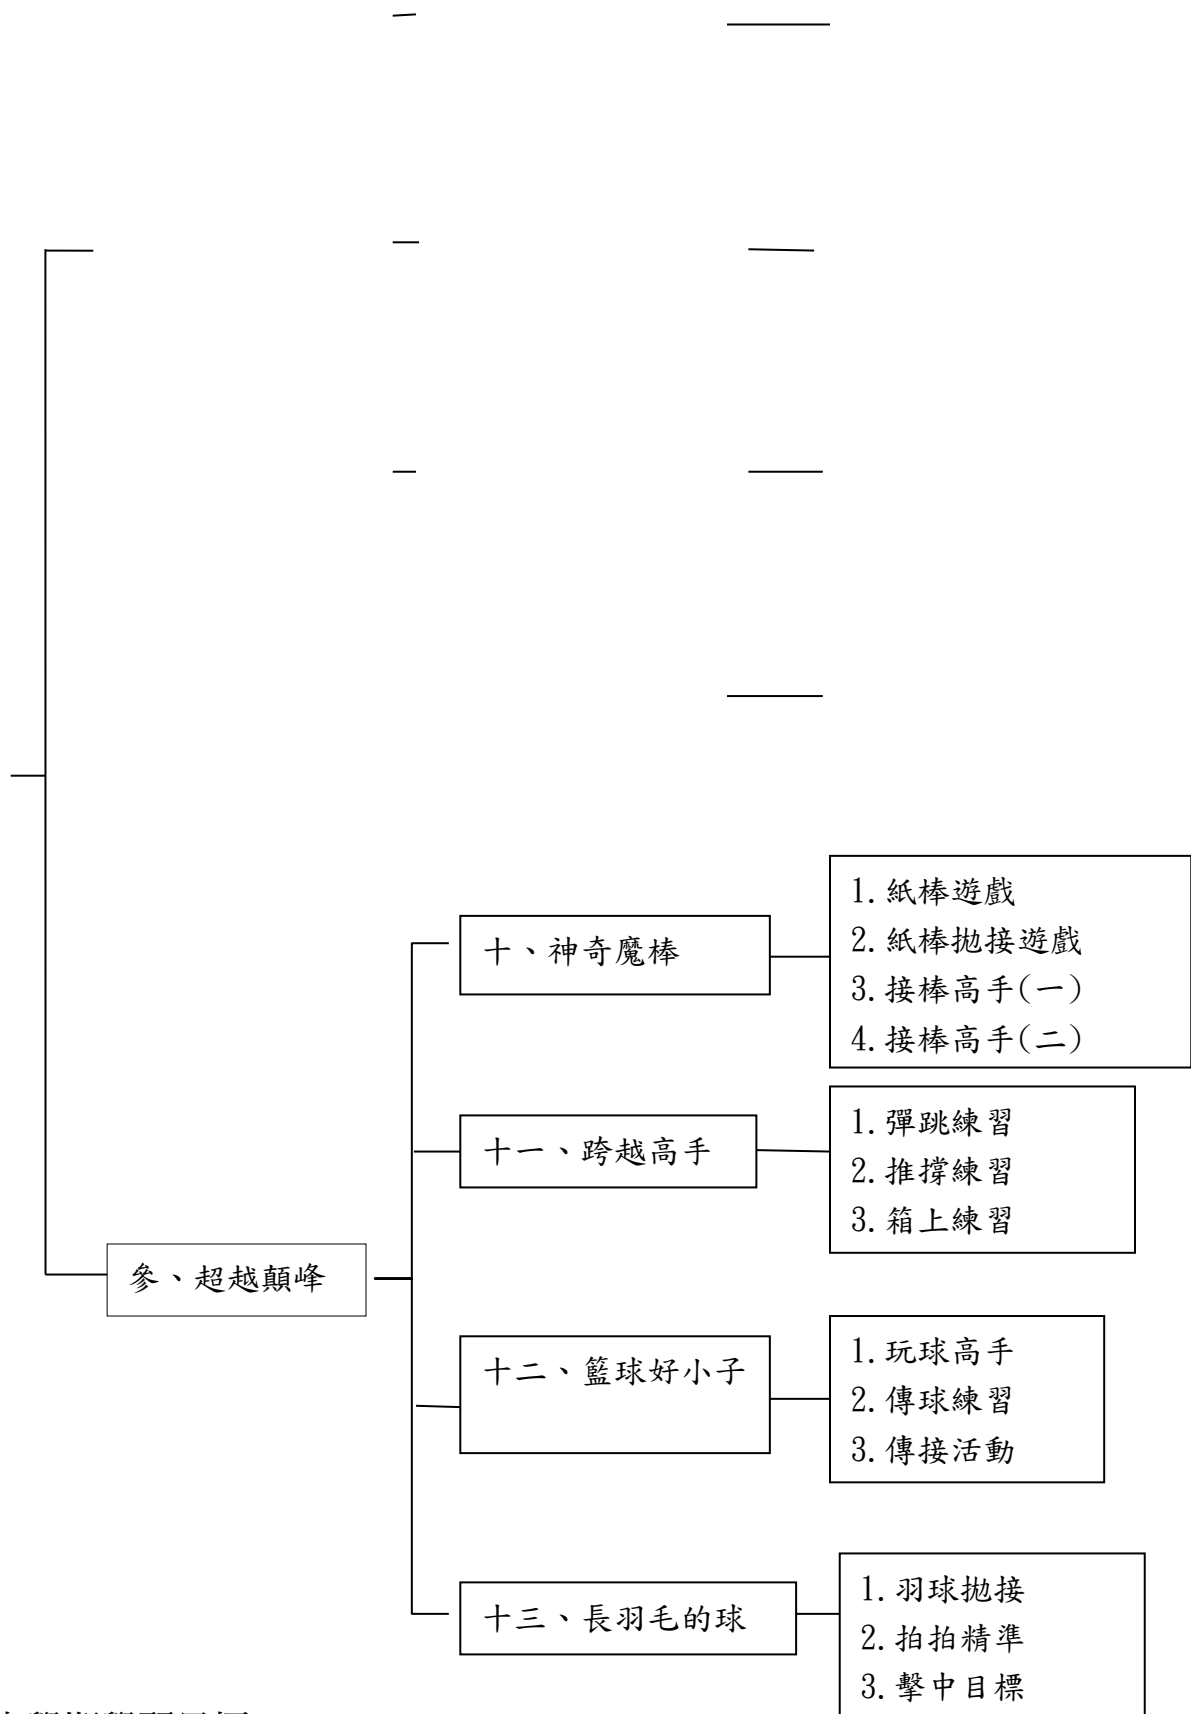 十、神奇魔棒
1.紙棒遊戲
2.紙棒拋接遊戲
3.接棒高手(一)
4.接棒高手(二)
十一、跨越高手
1.彈跳練習
2.推撐練習
3.箱上練習
參、超越顛峰
十二、籃球好小子
1.玩球高手
2.傳球練習
3.傳接活動
十三、長羽毛的球
1.羽球拋接
2.拍拍精準
3.擊中目標